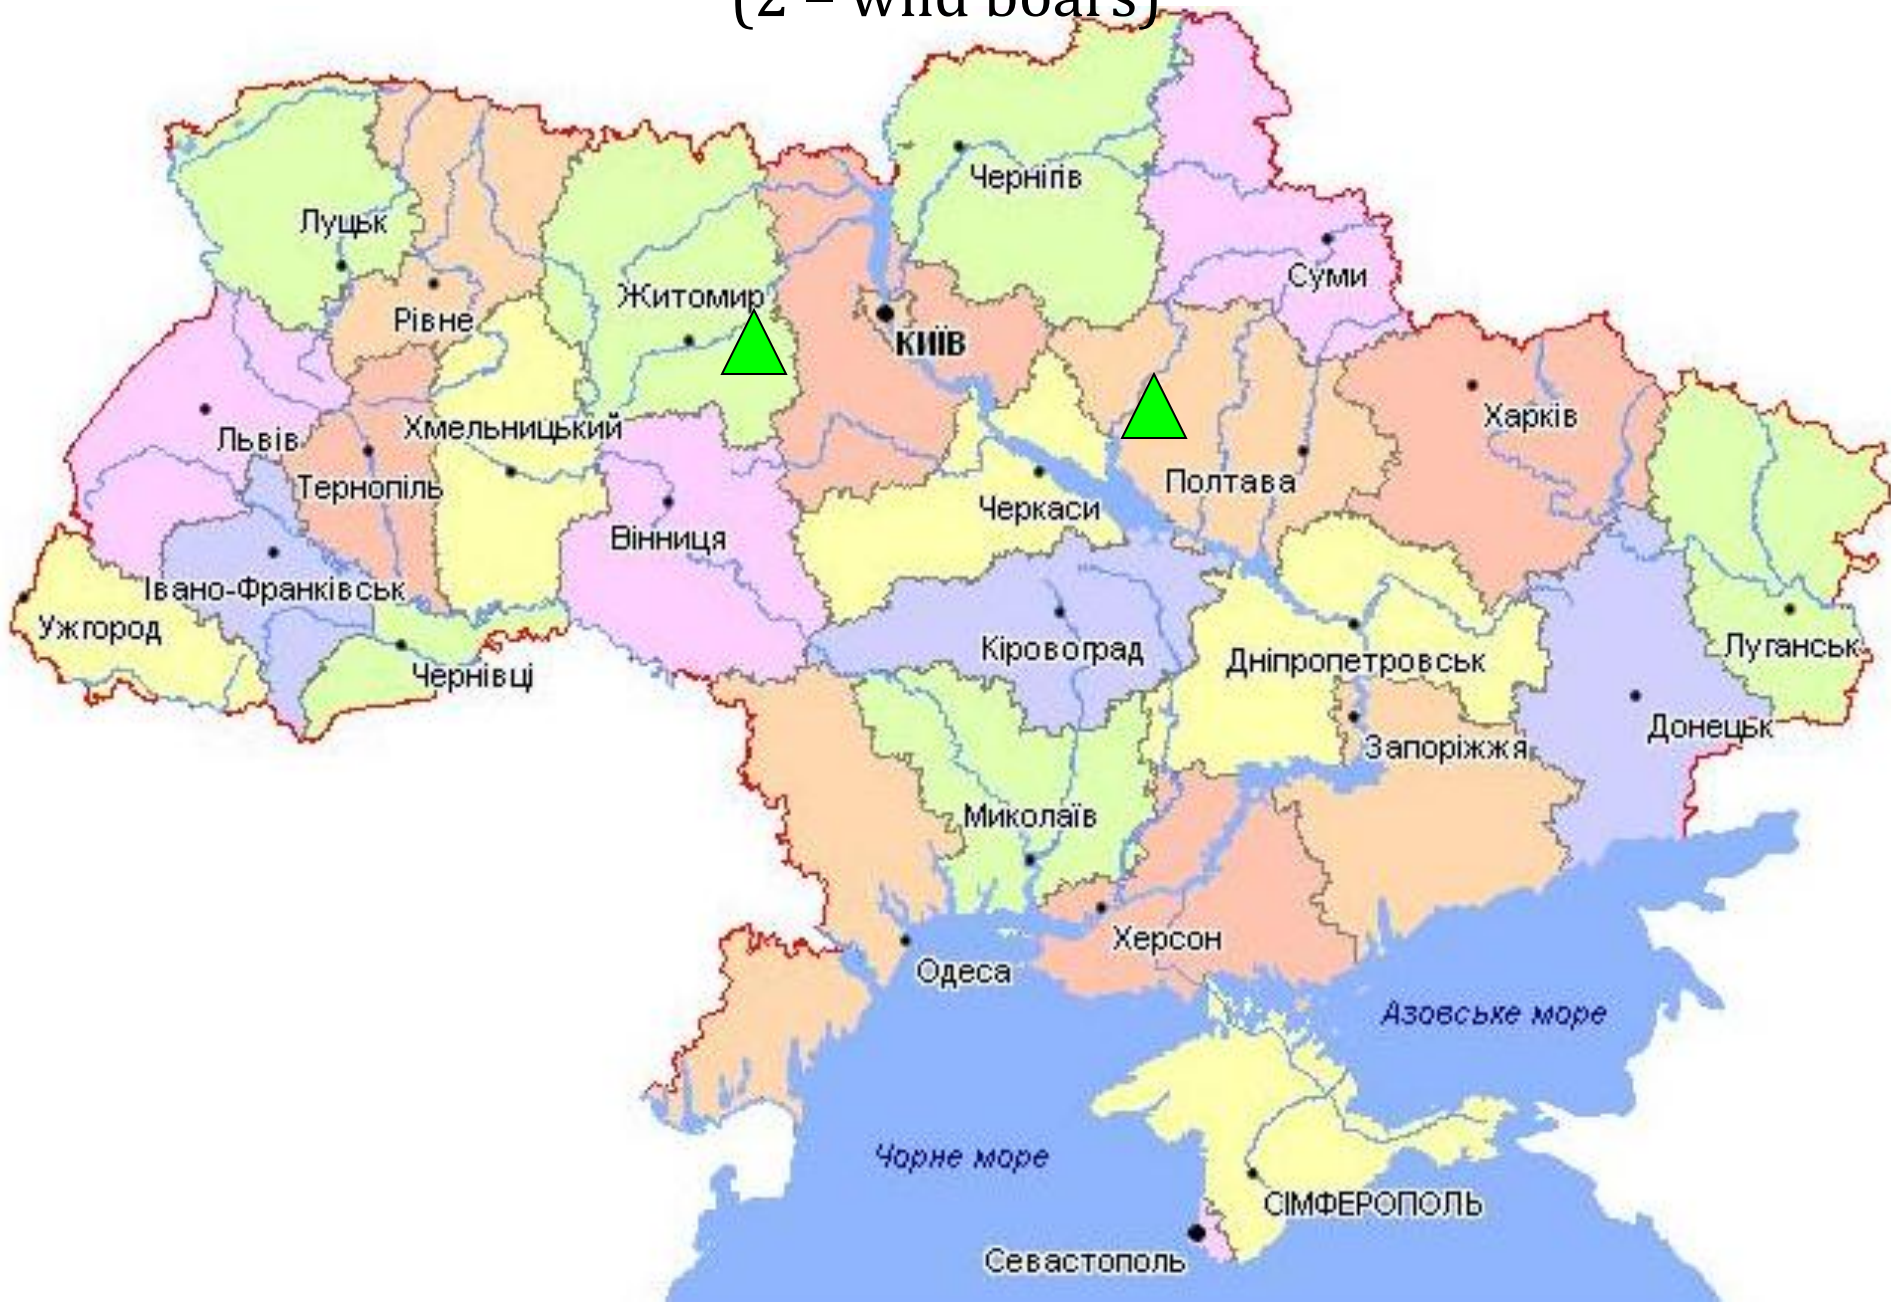 (2 – wild boars)
Чернігів
Луцьк
Суми
Житомир
Рівне
КИЇВ
Хмельницький
Харків
Львів
Тернопіль
Полтава
Черкаси
Вінниця
Івано-Франківськ
Ужгород
Кіровоград
Дніпропетровськ
Луганськ
Чернівці
Донецьк
Запоріжжя
Миколаїв
Херсон
Одеса
Азовське море
Чорне море
СІМФЕРОПОЛЬ
Севастополь